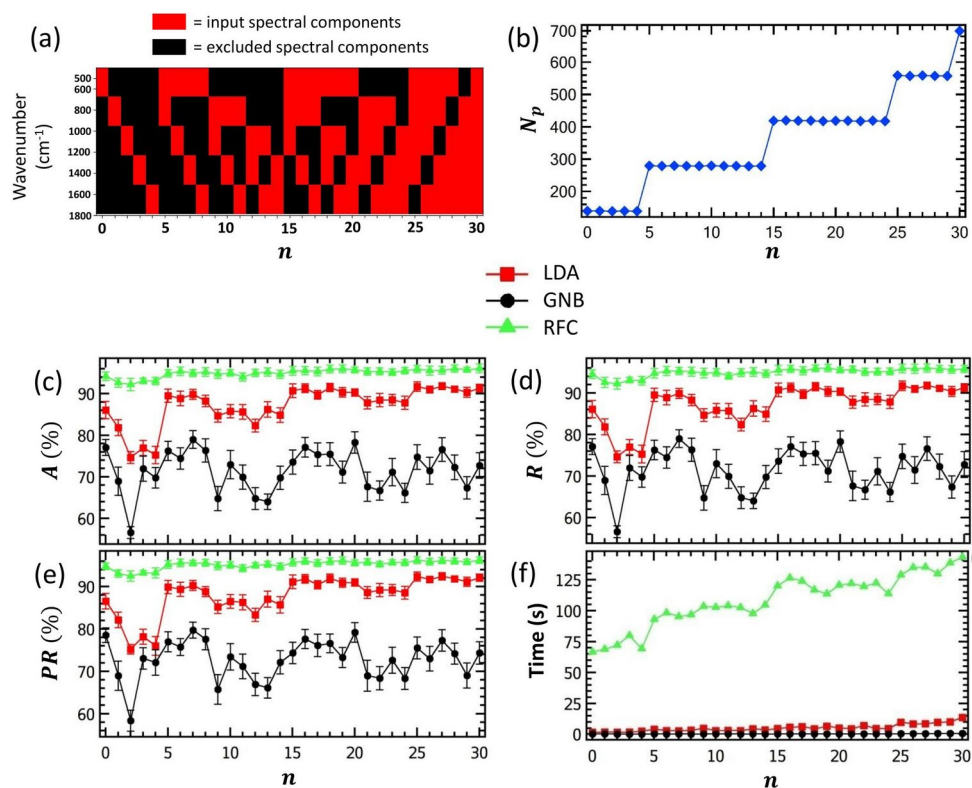 (a)
= input spectral components
= excluded spectral components
Wavenumber
(cm⁻¹)
500
600
800
1000
1200
1400
1600
1800
0 5 10 15 20 25 30
n
(b)
Nₚ
700
600
500
400
300
200
0 5 10 15 20 25 30
n
LDA
GNB
RFC
(c)
A (%)
90
80
70
60
(d)
R (%)
90
80
70
60
(e)
PR (%)
90
80
70
60
0 5 10 15 20 25 30
n
(f)
Time (s)
125
100
75
50
25
0
0 5 10 15 20 25 30
n